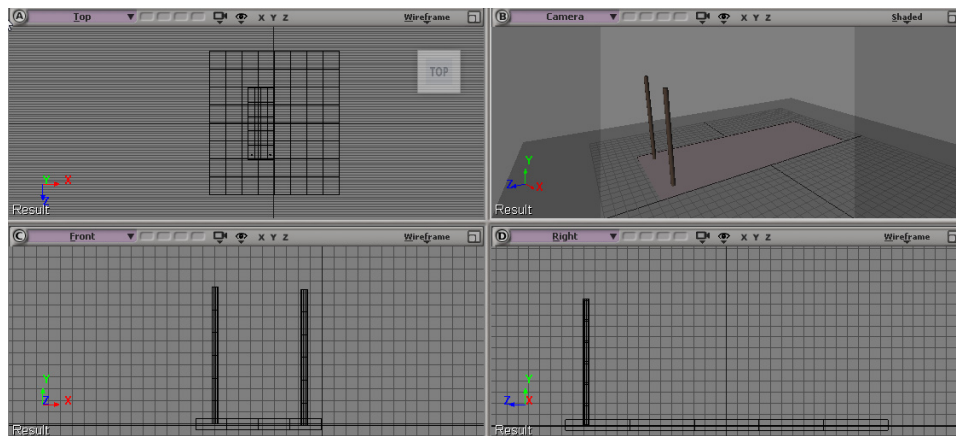 A Top ▼ X Y Z Wireframe
TOP
Y X
Z
Result
B Camera ▼ X Y Z Shaded
Y
Z X
Result
C Front ▼ X Y Z Wireframe
Y
Z X
Result
D Right ▼ X Y Z Wireframe
Y
Z X
Result